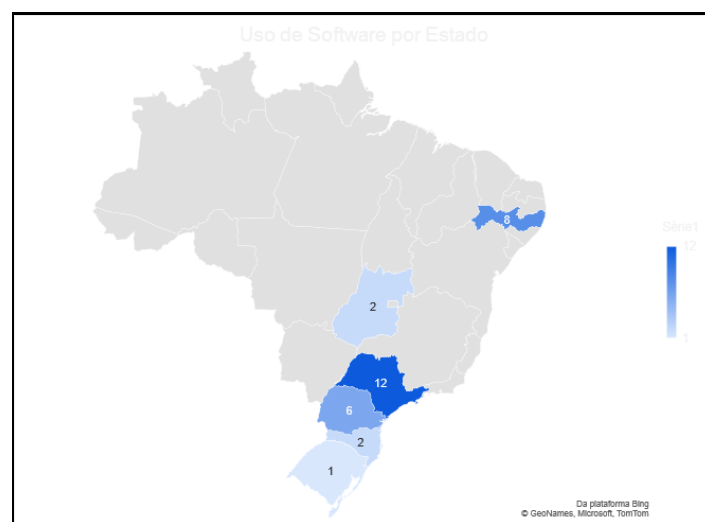 Uso de Software por Estado
8
Série1
12
1
2
12
6
2
1
Da plataforma Bing
© GeoNames, Microsoft, TomTom